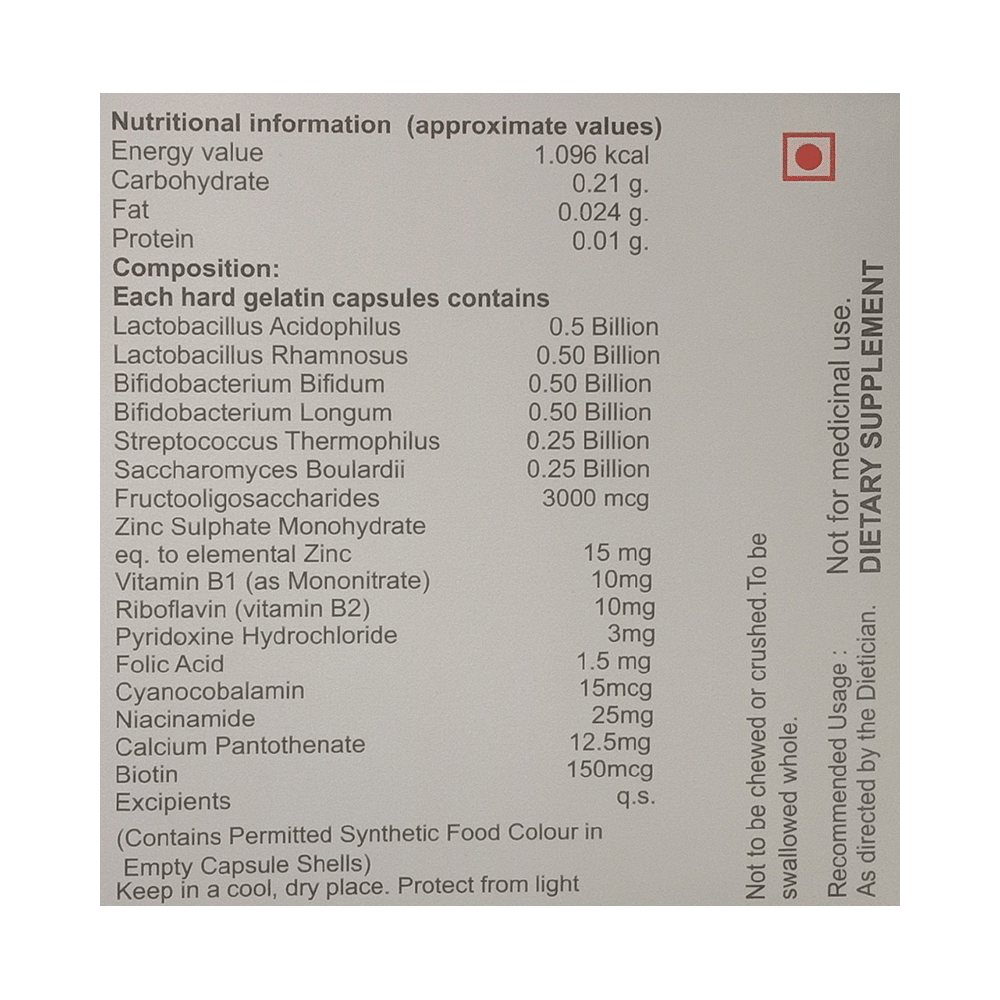 Nutritional information (approximate values)
Energy value 1.096 kcal
Carbohydrate 0.21 g.
Fat 0.024 g.
Protein 0.01 g.
Composition:
Each hard gelatin capsules contains
Lactobacillus Acidophilus 0.5 Billion
Lactobacillus Rhamnosus 0.50 Billion
Bifidobacterium Bifidum 0.50 Billion
Bifidobacterium Longum 0.50 Billion
Streptococcus Thermophilus 0.25 Billion
Saccharomyces Boulardii 0.25 Billion
Fructooligosaccharides 3000 mcg
Zinc Sulphate Monohydrate
eq. to elemental Zinc 15 mg
Vitamin B1 (as Mononitrate) 10mg
Riboflavin (vitamin B2) 10mg
Pyridoxine Hydrochloride 3mg
Folic Acid 1.5 mg
Cyanocobalamin 15mcg
Niacinamide 25mg
Calcium Pantothenate 12.5mg
Biotin 150mcg
Excipients q.s.
(Contains Permitted Synthetic Food Colour in
Empty Capsule Shells)
Keep in a cool, dry place. Protect from light
Not to be chewed or crushed.To be
swallowed whole.
Recommended Usage : Not for medicinal use.
As directed by the Dietician. DIETARY SUPPLEMENT